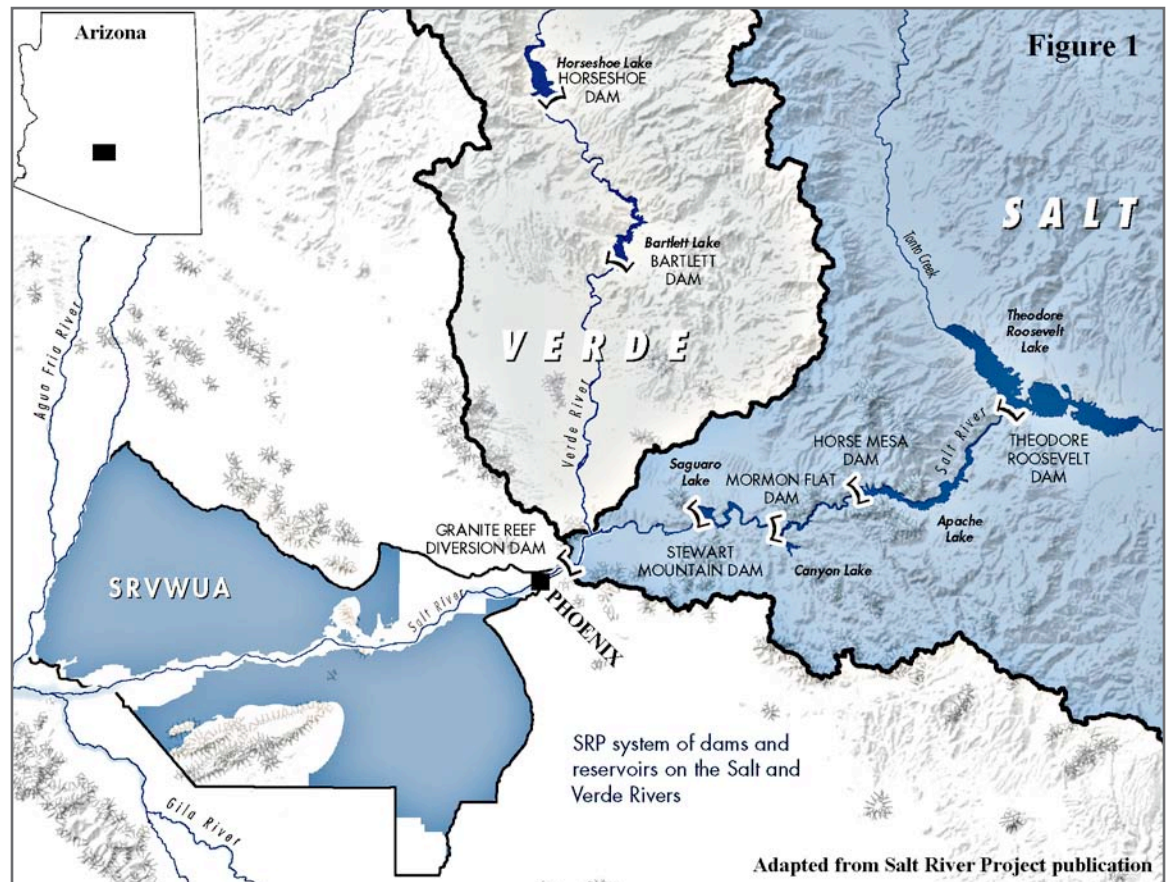 Arizona
Figure 1
Horseshoe Lake
HORSESHOE
DAM
SALT
Bartlett Lake
BARTLETT
DAM
Tonto Creek
Agua Fria River
VERDE
Theodore
Roosevelt
Lake
Verde River
Salt River
HORSE MESA
DAM
THEODORE
ROOSEVELT
DAM
Saguaro
Lake
MORMON FLAT
DAM
Apache
Lake
GRANITE REEF
DIVERSION DAM
STEWART
MOUNTAIN DAM
Canyon Lake
SRVWUA
Salt River
PHOENIX
SRP system of dams and
reservoirs on the Salt and
Verde Rivers
Gila River
Adapted from Salt River Project publication